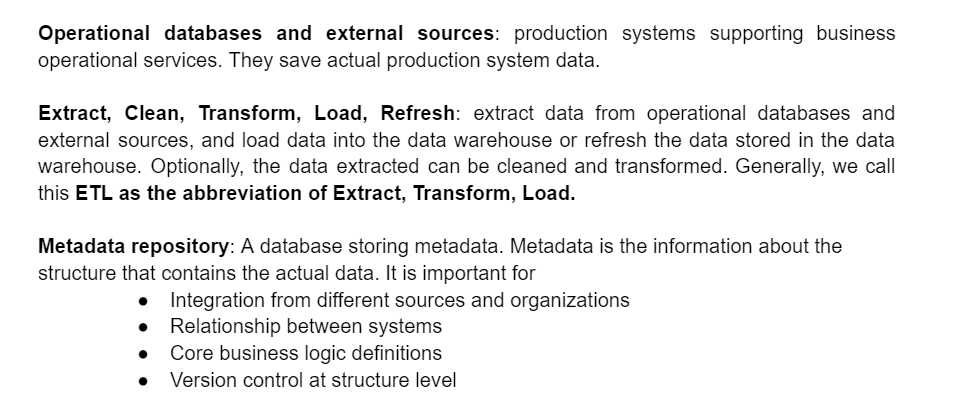 Operational databases and external sources: production systems supporting business
operational services. They save actual production system data.
Extract, Clean, Transform, Load, Refresh: extract data from operational databases and
external sources, and load data into the data warehouse or refresh the data stored in the data
warehouse. Optionally, the data extracted can be cleaned and transformed. Generally, we call
this ETL as the abbreviation of Extract, Transform, Load.
Metadata repository: A database storing metadata. Metadata is the information about the
structure that contains the actual data. It is important for
● Integration from different sources and organizations
● Relationship between systems
● Core business logic definitions
● Version control at structure level